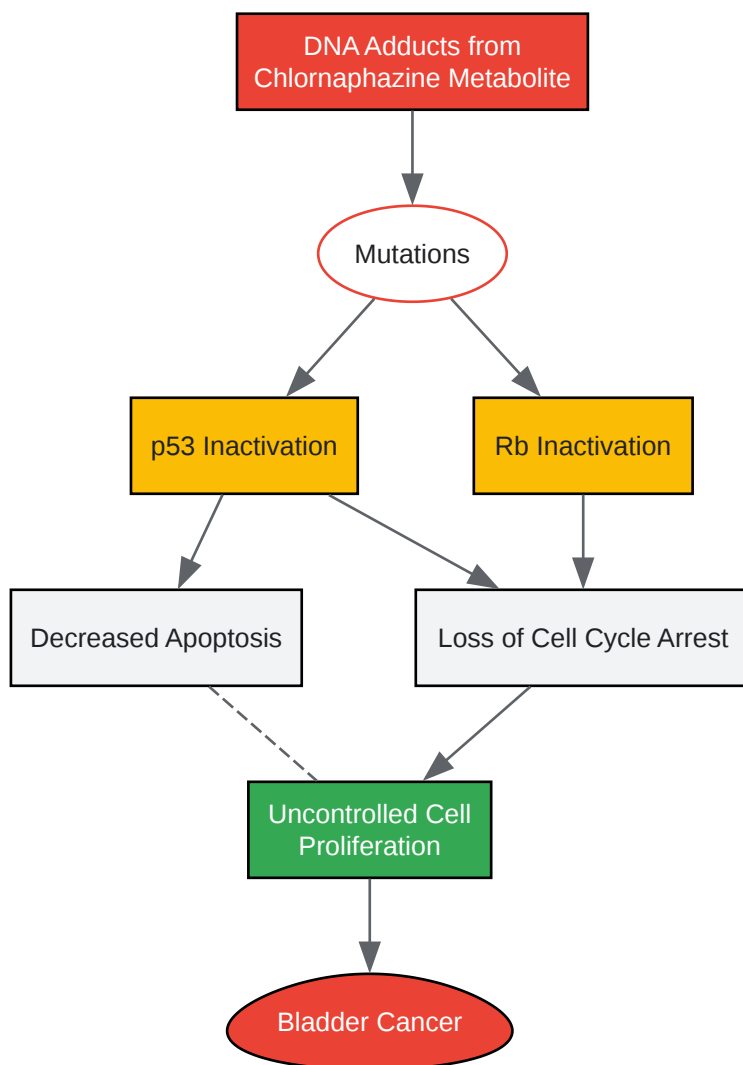 DNA Adducts from
Chlornaphazine Metabolite
Mutations
p53 Inactivation
Rb Inactivation
Decreased Apoptosis
Loss of Cell Cycle Arrest
Uncontrolled Cell
Proliferation
Bladder Cancer